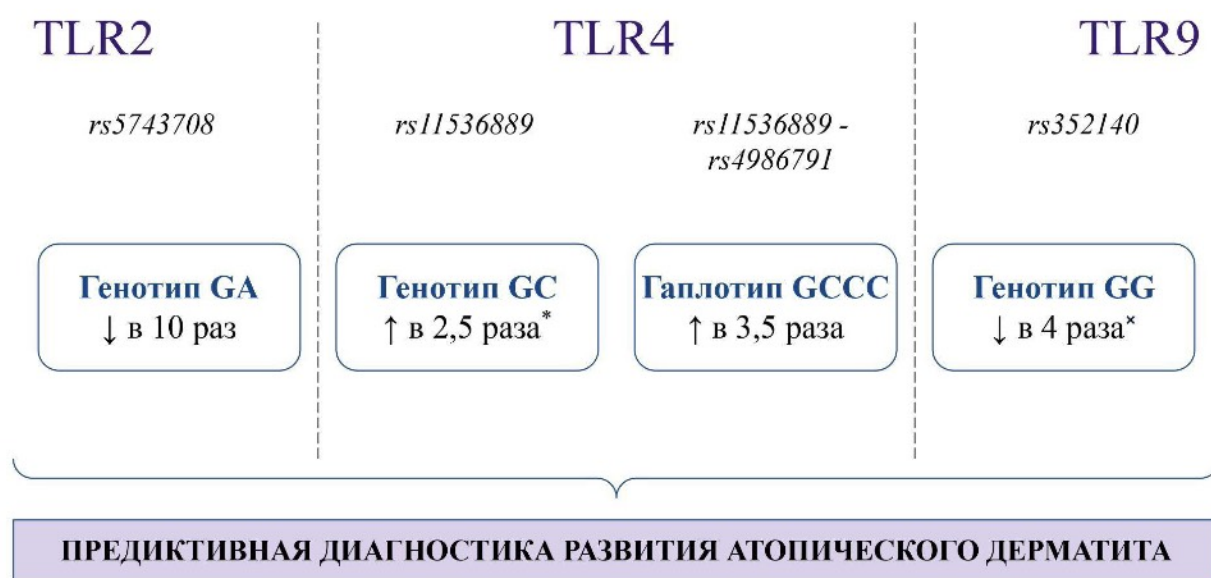 TLR2
TLR4
TLR9
rs5743708
rs11536889
rs11536889 -
rs4986791
rs352140
Генотип GA
↓ в 10 раз
Генотип GC
↑ в 2,5 раза*
Гаплотип GCCC
↑ в 3,5 раза
Генотип GG
↓ в 4 раза×
ПРЕДИКТИВНАЯ ДИАГНОСТИКА РАЗВИТИЯ АТОПИЧЕСКОГО ДЕРМАТИТА